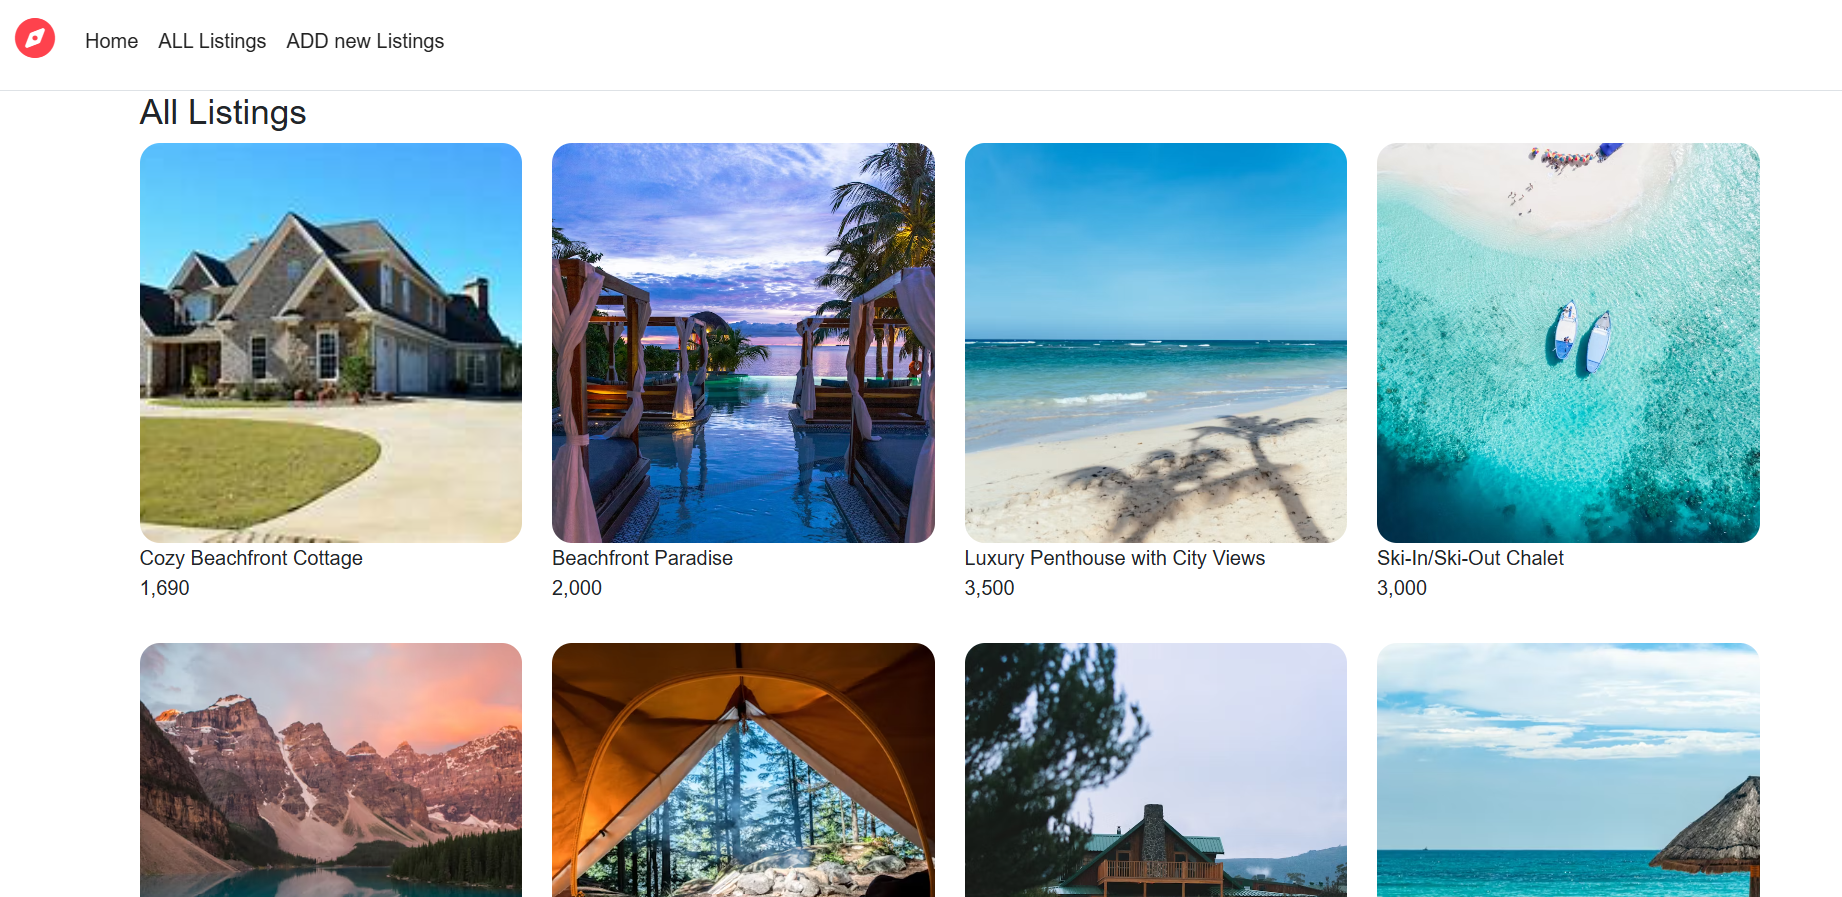 Home ALL Listings ADD new Listings
All Listings
Cozy Beachfront Cottage
1,690
Beachfront Paradise
2,000
Luxury Penthouse with City Views
3,500
Ski-In/Ski-Out Chalet
3,000